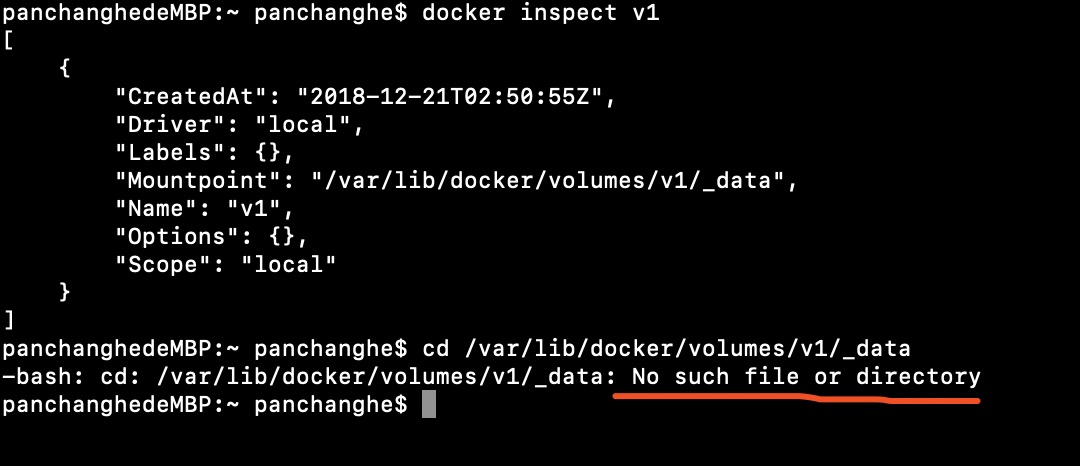 panchanghedeMBP:~ panchanghe$ docker inspect v1
[
    {
        "CreatedAt": "2018-12-21T02:50:55Z",
        "Driver": "local",
        "Labels": {},
        "Mountpoint": "/var/lib/docker/volumes/v1/_data",
        "Name": "v1",
        "Options": {},
        "Scope": "local"
    }
]
panchanghedeMBP:~ panchanghe$ cd /var/lib/docker/volumes/v1/_data
-bash: cd: /var/lib/docker/volumes/v1/_data: No such file or directory
panchanghedeMBP:~ panchanghe$